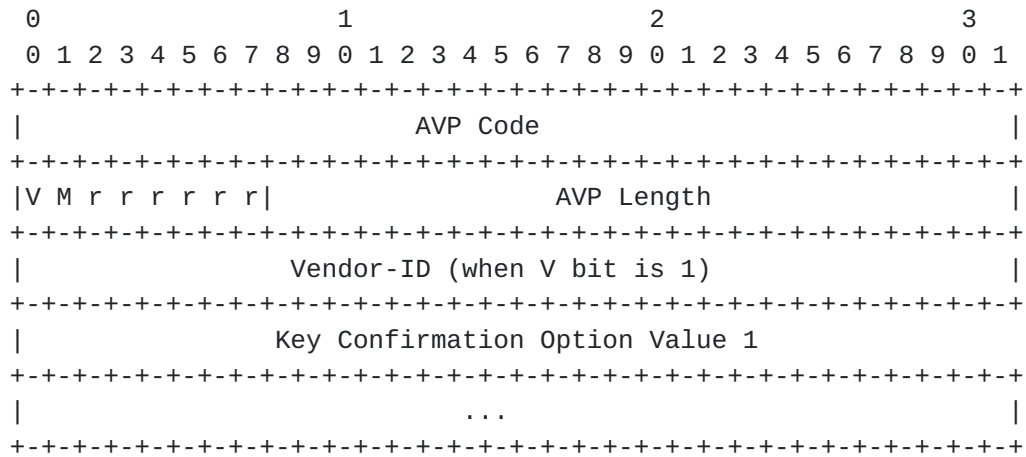 0                   1                   2                   3
 0 1 2 3 4 5 6 7 8 9 0 1 2 3 4 5 6 7 8 9 0 1 2 3 4 5 6 7 8 9 0 1
+-+-+-+-+-+-+-+-+-+-+-+-+-+-+-+-+-+-+-+-+-+-+-+-+-+-+-+-+-+-+-+-+
|                         AVP Code                              |
+-+-+-+-+-+-+-+-+-+-+-+-+-+-+-+-+-+-+-+-+-+-+-+-+-+-+-+-+-+-+-+-+
|V M r r r r r r|                  AVP Length                   |
+-+-+-+-+-+-+-+-+-+-+-+-+-+-+-+-+-+-+-+-+-+-+-+-+-+-+-+-+-+-+-+-+
|                 Vendor-ID (when V bit is 1)                   |
+-+-+-+-+-+-+-+-+-+-+-+-+-+-+-+-+-+-+-+-+-+-+-+-+-+-+-+-+-+-+-+-+
|                Key Confirmation Option Value 1
+-+-+-+-+-+-+-+-+-+-+-+-+-+-+-+-+-+-+-+-+-+-+-+-+-+-+-+-+-+-+-+-+
|                            ...                                |
+-+-+-+-+-+-+-+-+-+-+-+-+-+-+-+-+-+-+-+-+-+-+-+-+-+-+-+-+-+-+-+-+